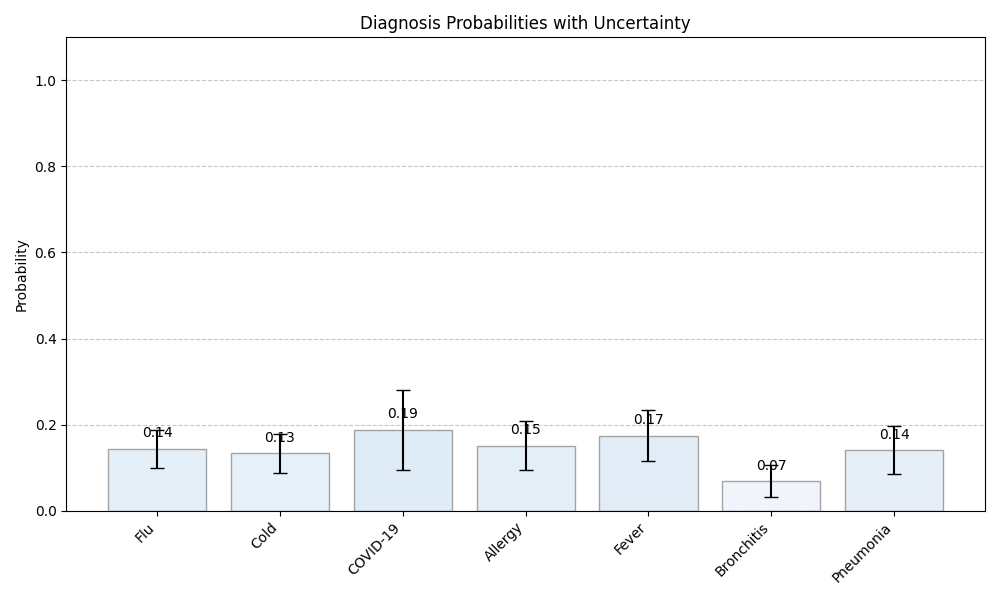 Diagnosis Probabilities with Uncertainty
Probability
1.0
0.8
0.6
0.4
0.2
0.0
0.14
0.13
0.19
0.15
0.17
0.07
0.14
Flu
Cold
COVID-19
Allergy
Fever
Bronchitis
Pneumonia